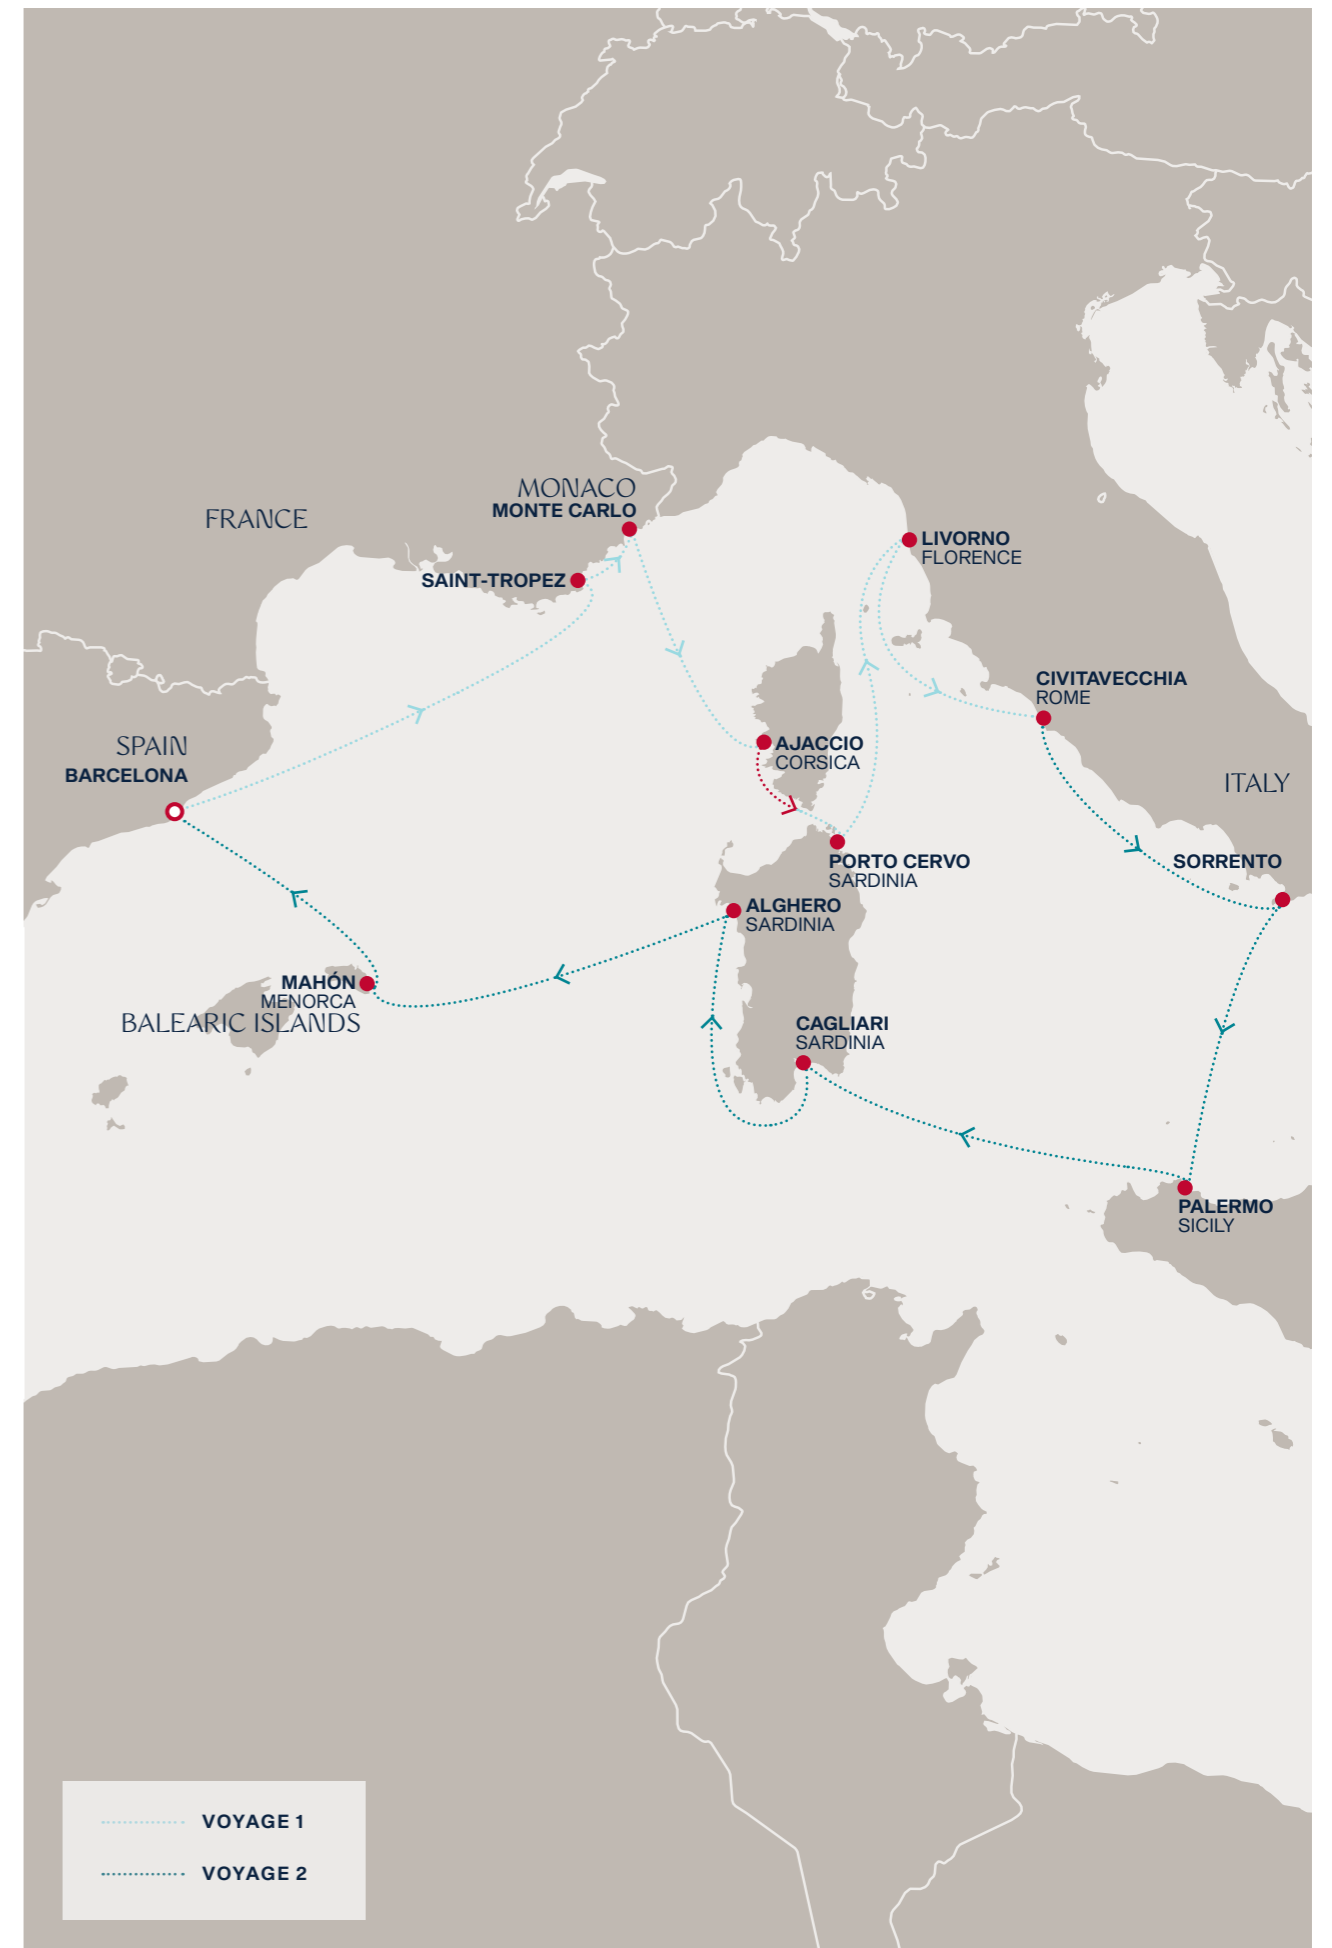 MONACO
MONTE CARLO
FRANCE
LIVORNO
FLORENCE
SAINT-TROPEZ
CIVITAVECCHIA
ROME
SPAIN
BARCELONA
AJACCIO
CORSICA
ITALY
PORTO CERVO
SARDINIA
SORRENTO
ALGHERO
SARDINIA
MAHÓN
MENORCA
BALEARIC ISLANDS
CAGLIARI
SARDINIA
PALERMO
SICILY
VOYAGE 1
VOYAGE 2